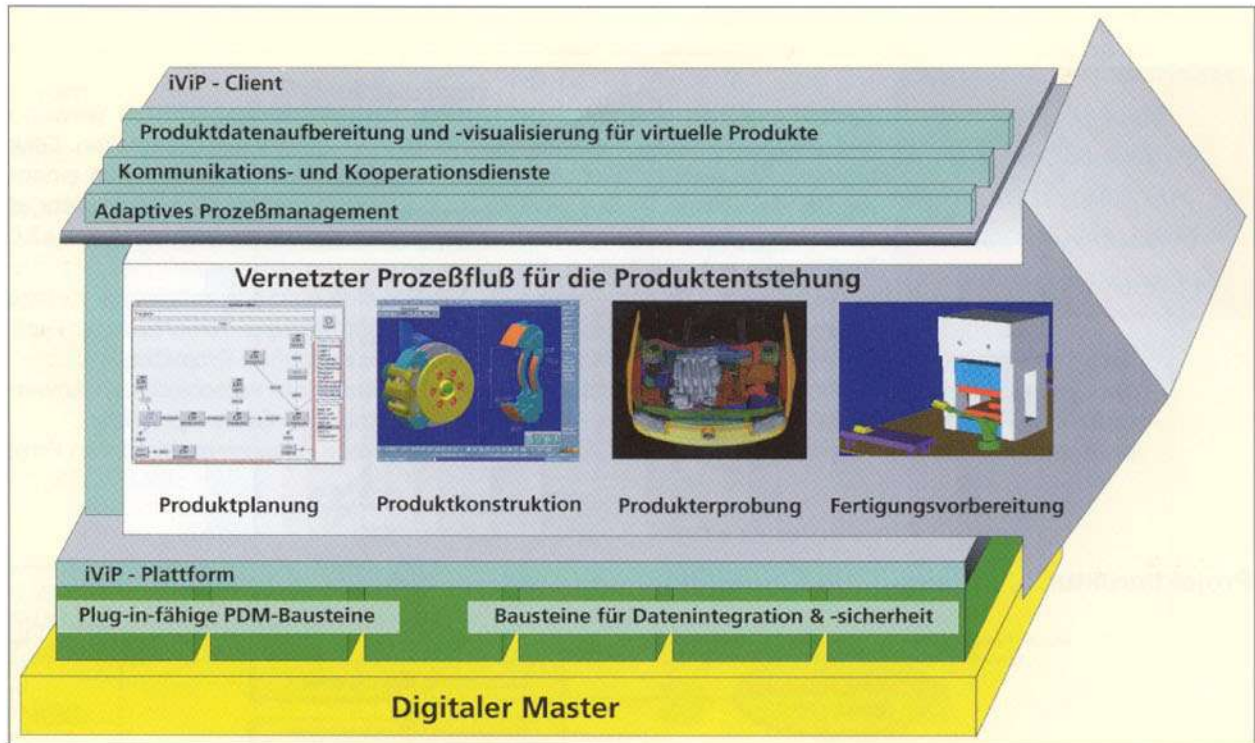 iViP - Client
Produktdatenaufbereitung und -visualisierung für virtuelle Produkte
Kommunikations- und Kooperationsdienste
Adaptives Prozeßmanagement
Vernetzter Prozeßfluß für die Produktentstehung
Produktplanung
Produktkonstruktion
Produkterprobung
Fertigungsvorbereitung
iViP - Plattform
Plug-in-fähige PDM-Bausteine
Bausteine für Datenintegration & -sicherheit
Digitaler Master